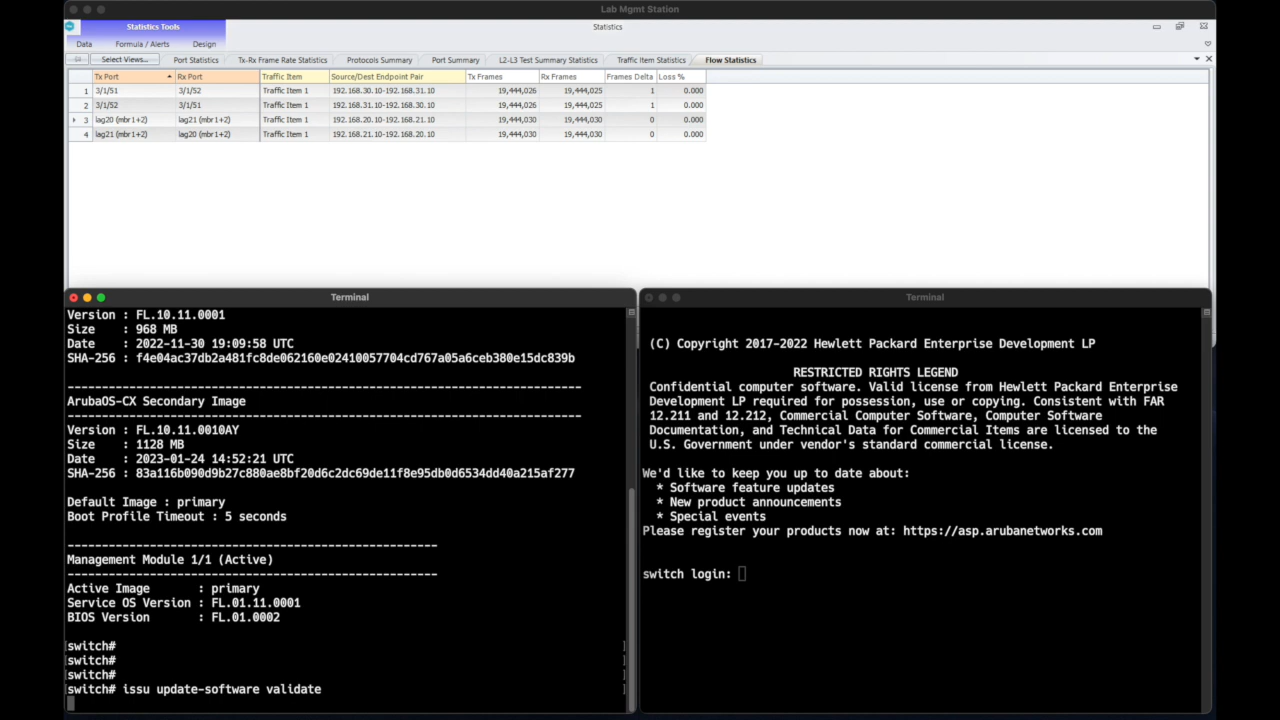 Lab Mgmt Station
Statistics Tools
Statistics
Data Formula / Alerts Design
Select Views... Port Statistics Tx-Rx Frame Rate Statistics Protocols Summary Port Summary L2-L3 Test Summary Statistics Traffic Item Statistics Flow Statistics
Tx Port Rx Port Traffic Item Source/Dest Endpoint Pair Tx Frames Rx Frames Frames Delta Loss %
1 3/1/51 3/1/52 Traffic Item 1 192.168.30.10-192.168.31.10 19,444,026 19,444,025 1 0.000
2 3/1/52 3/1/51 Traffic Item 1 192.168.31.10-192.168.30.10 19,444,026 19,444,025 1 0.000
3 lag20 (mbr1+2) lag21 (mbr1+2) Traffic Item 1 192.168.20.10-192.168.21.10 19,444,030 19,444,030 0 0.000
4 lag21 (mbr1+2) lag20 (mbr1+2) Traffic Item 1 192.168.21.10-192.168.20.10 19,444,030 19,444,030 0 0.000
Terminal
Version : FL.10.11.0001
Size : 968 MB
Date : 2022-11-30 19:09:58 UTC
SHA-256 : f4e04ac37db2a481fc8de062160e02410057704cd767a05a6ceb380e15dc839b
---------------------------------------------------------------------------
ArubaOS-CX Secondary Image
---------------------------------------------------------------------------
Version : FL.10.11.0010AY
Size : 1128 MB
Date : 2023-01-24 14:52:21 UTC
SHA-256 : 83a116b090d9b27c880ae8bf20d6c2dc69de11f8e95db0d6534dd40a215af277
Default Image : primary
Boot Profile Timeout : 5 seconds
------------------------------------------------------
Management Module 1/1 (Active)
------------------------------------------------------
Active Image : primary
Service OS Version : FL.01.11.0001
BIOS Version : FL.01.0002
switch#
switch#
switch#
switch# issu update-software validate
Terminal
(C) Copyright 2017-2022 Hewlett Packard Enterprise Development LP
RESTRICTED RIGHTS LEGEND
Confidential computer software. Valid license from Hewlett Packard Enterprise
Development LP required for possession, use or copying. Consistent with FAR
12.211 and 12.212, Commercial Computer Software, Computer Software
Documentation, and Technical Data for Commercial Items are licensed to the
U.S. Government under vendor's standard commercial license.
We'd like to keep you up to date about:
* Software feature updates
* New product announcements
* Special events
Please register your products now at: https://asp.arubanetworks.com
switch login: